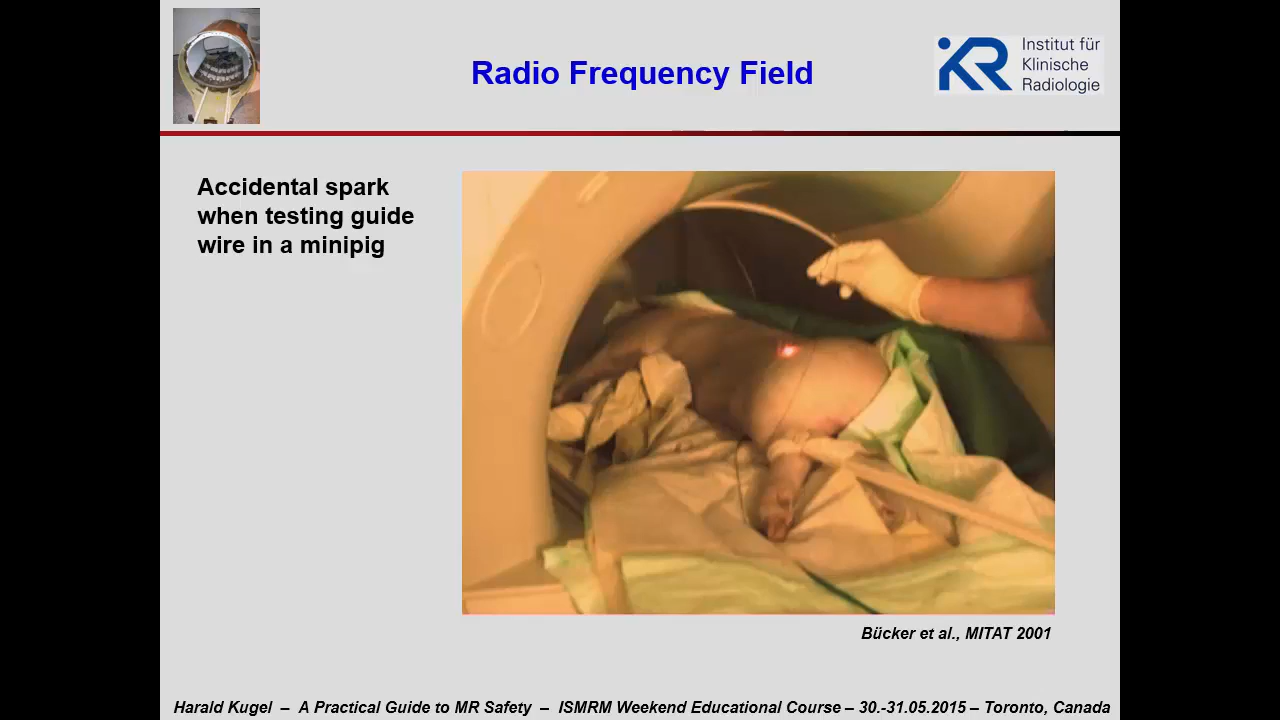 Radio Frequency Field
Institut für
Klinische
Radiologie
Accidental spark
when testing guide
wire in a minipig
Bücker et al., MITAT 2001
Harald Kugel – A Practical Guide to MR Safety – ISMRM Weekend Educational Course – 30.-31.05.2015 – Toronto, Canada